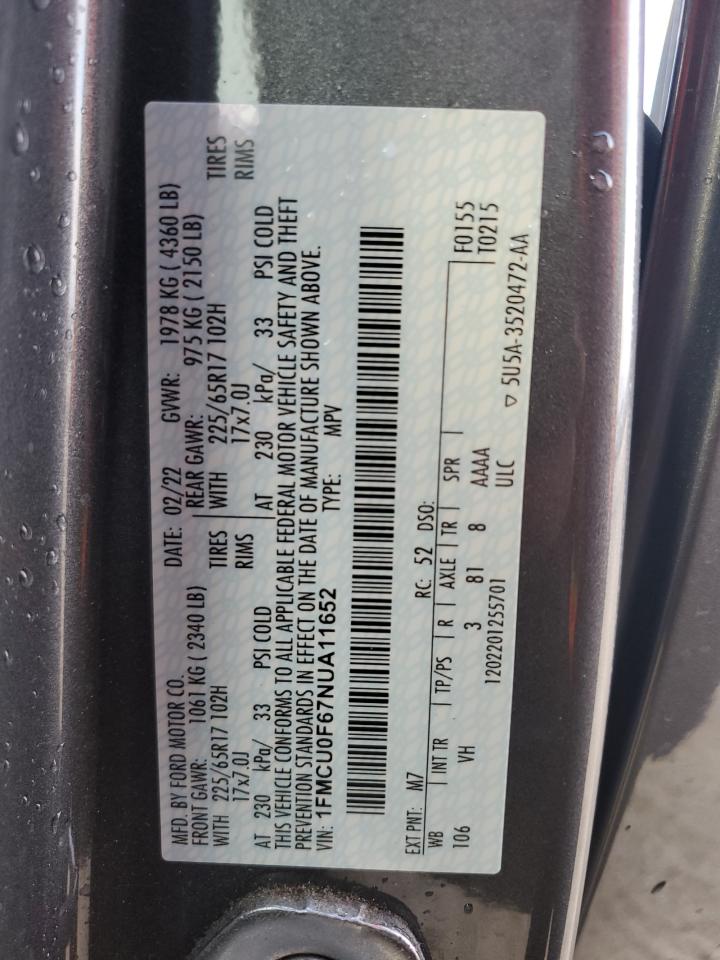 MFD. BY FORD MOTOR CO. DATE: 02/22 GVWR: 1978 KG ( 4360 LB)
FRONT GAWR: 1061 KG ( 2340 LB) REAR GAWR: 975 KG ( 2150 LB)
WITH 225/65R17 102H TIRES WITH 225/65R17 102H TIRES
17x7.0J RIMS 17x7.0J RIMS
AT 230 kPa/ 33 PSI COLD AT 230 kPa/ 33 PSI COLD
THIS VEHICLE CONFORMS TO ALL APPLICABLE FEDERAL MOTOR VEHICLE SAFETY AND THEFT
PREVENTION STANDARDS IN EFFECT ON THE DATE OF MANUFACTURE SHOWN ABOVE.
VIN: 1FMCU0F67NUA11652 TYPE: MPV
EXT PNT: M7 RC: 52 DSO:
WB INT TR TP/PS R AXLE TR SPR F0155
106 VH 3 81 8 AAAA T0215
1202201255701 ULC
5U5A-3520472-AA